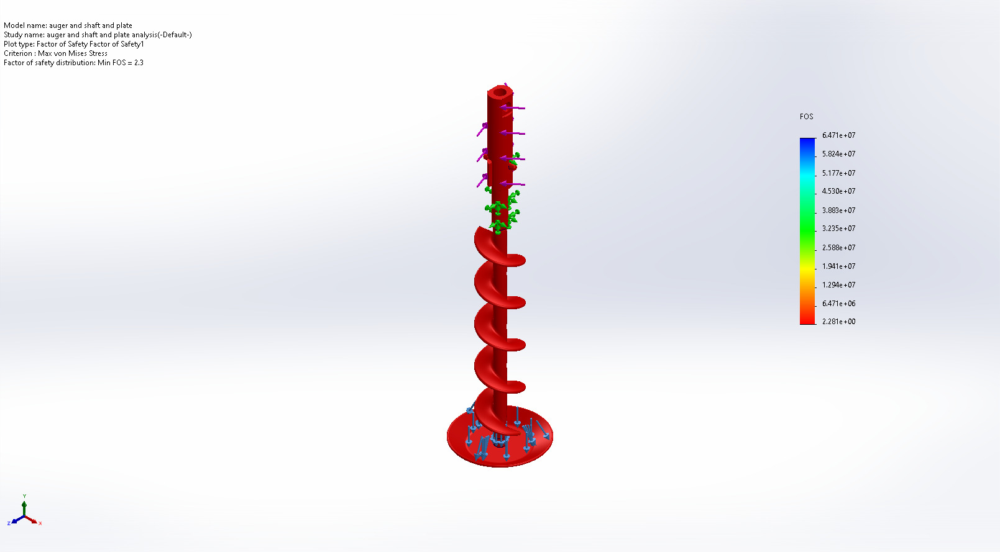 Model name: auger and shaft and plate
Study name: auger and shaft and plate analysis(-Default-)
Plot type: Factor of Safety Factor of Safety1
Criterion : Max von Mises Stress
Factor of safety distribution: Min FOS = 2.3
FOS
6.471e+07
5.824e+07
5.177e+07
4.530e+07
3.883e+07
3.235e+07
2.588e+07
1.941e+07
1.294e+07
6.471e+06
2.281e+00
Y
Z
X